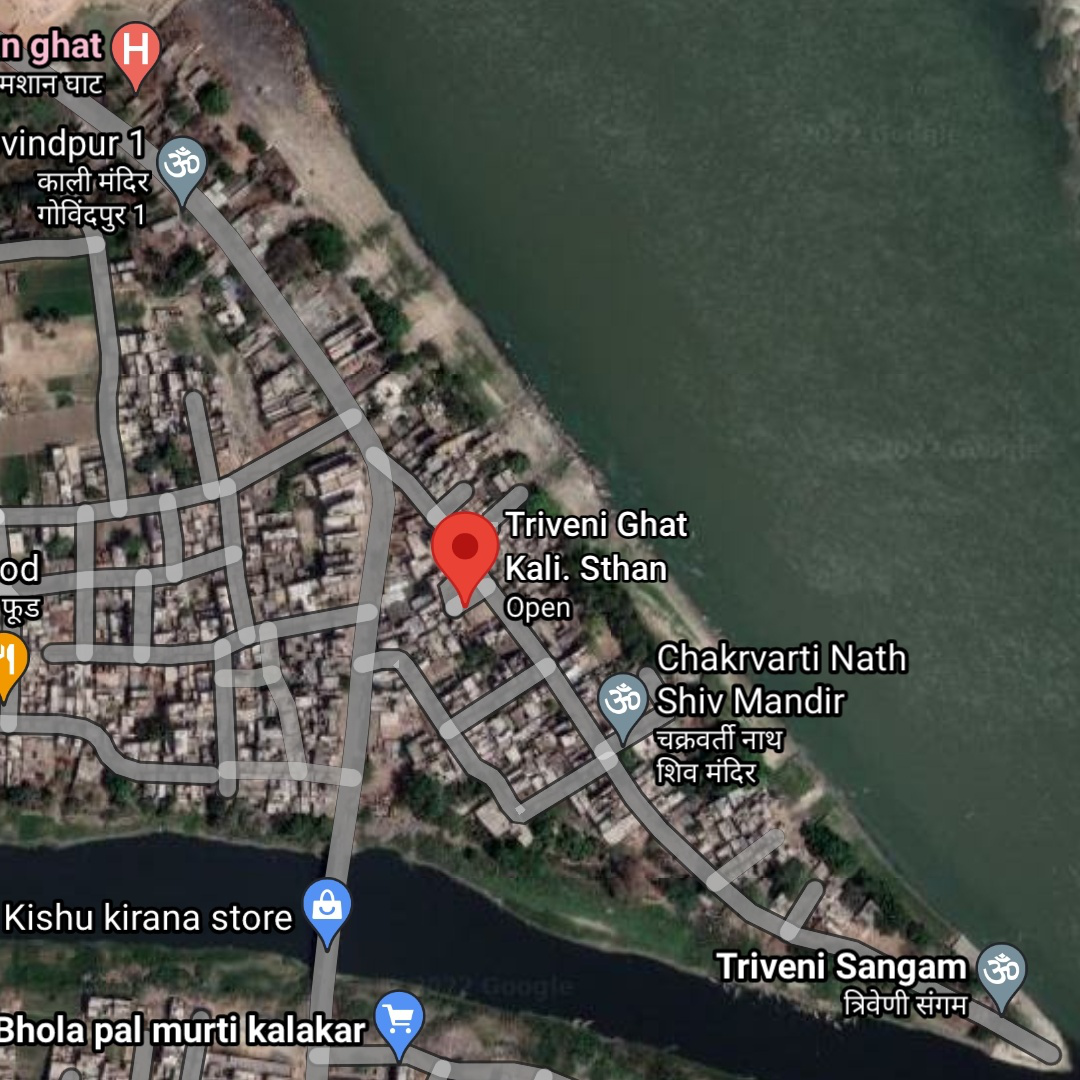 n ghat
मशान घाट
vindpur 1
काली मंदिर
गोविंदपुर 1
Triveni Ghat
Kali. Sthan
Open
od
फूड
Chakrvarti Nath
Shiv Mandir
चक्रवर्ती नाथ
शिव मंदिर
Kishu kirana store
Triveni Sangam
त्रिवेणी संगम
Bhola pal murti kalakar